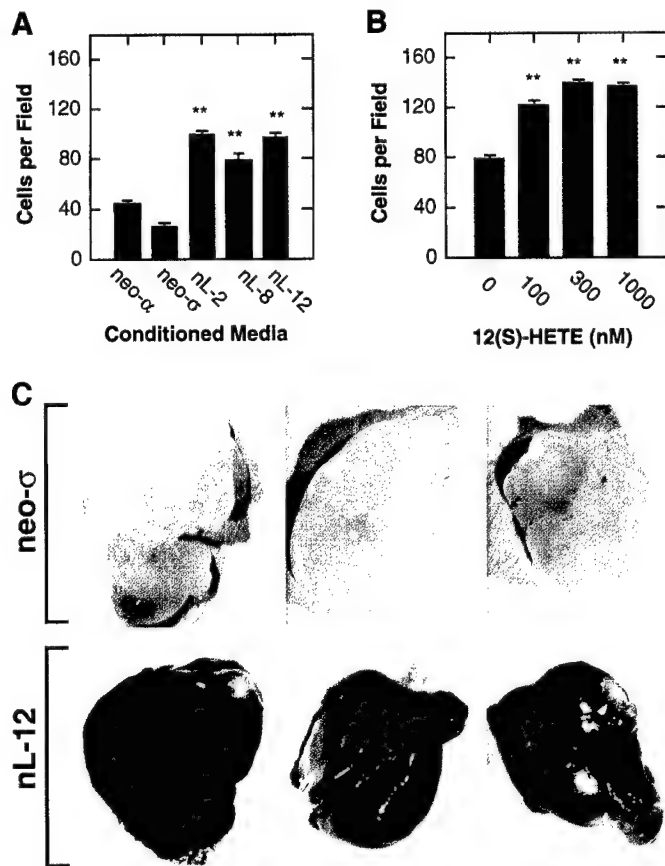 A
Cells per Field
160
120
80
40
0
**
**
**
neo-α
neo-σ
nL-2
nL-8
nL-12
Conditioned Media
B
Cells per Field
160
120
80
40
0
**
**
**
0
100
300
1000
12(S)-HETE (nM)
C
neo-σ
nL-12